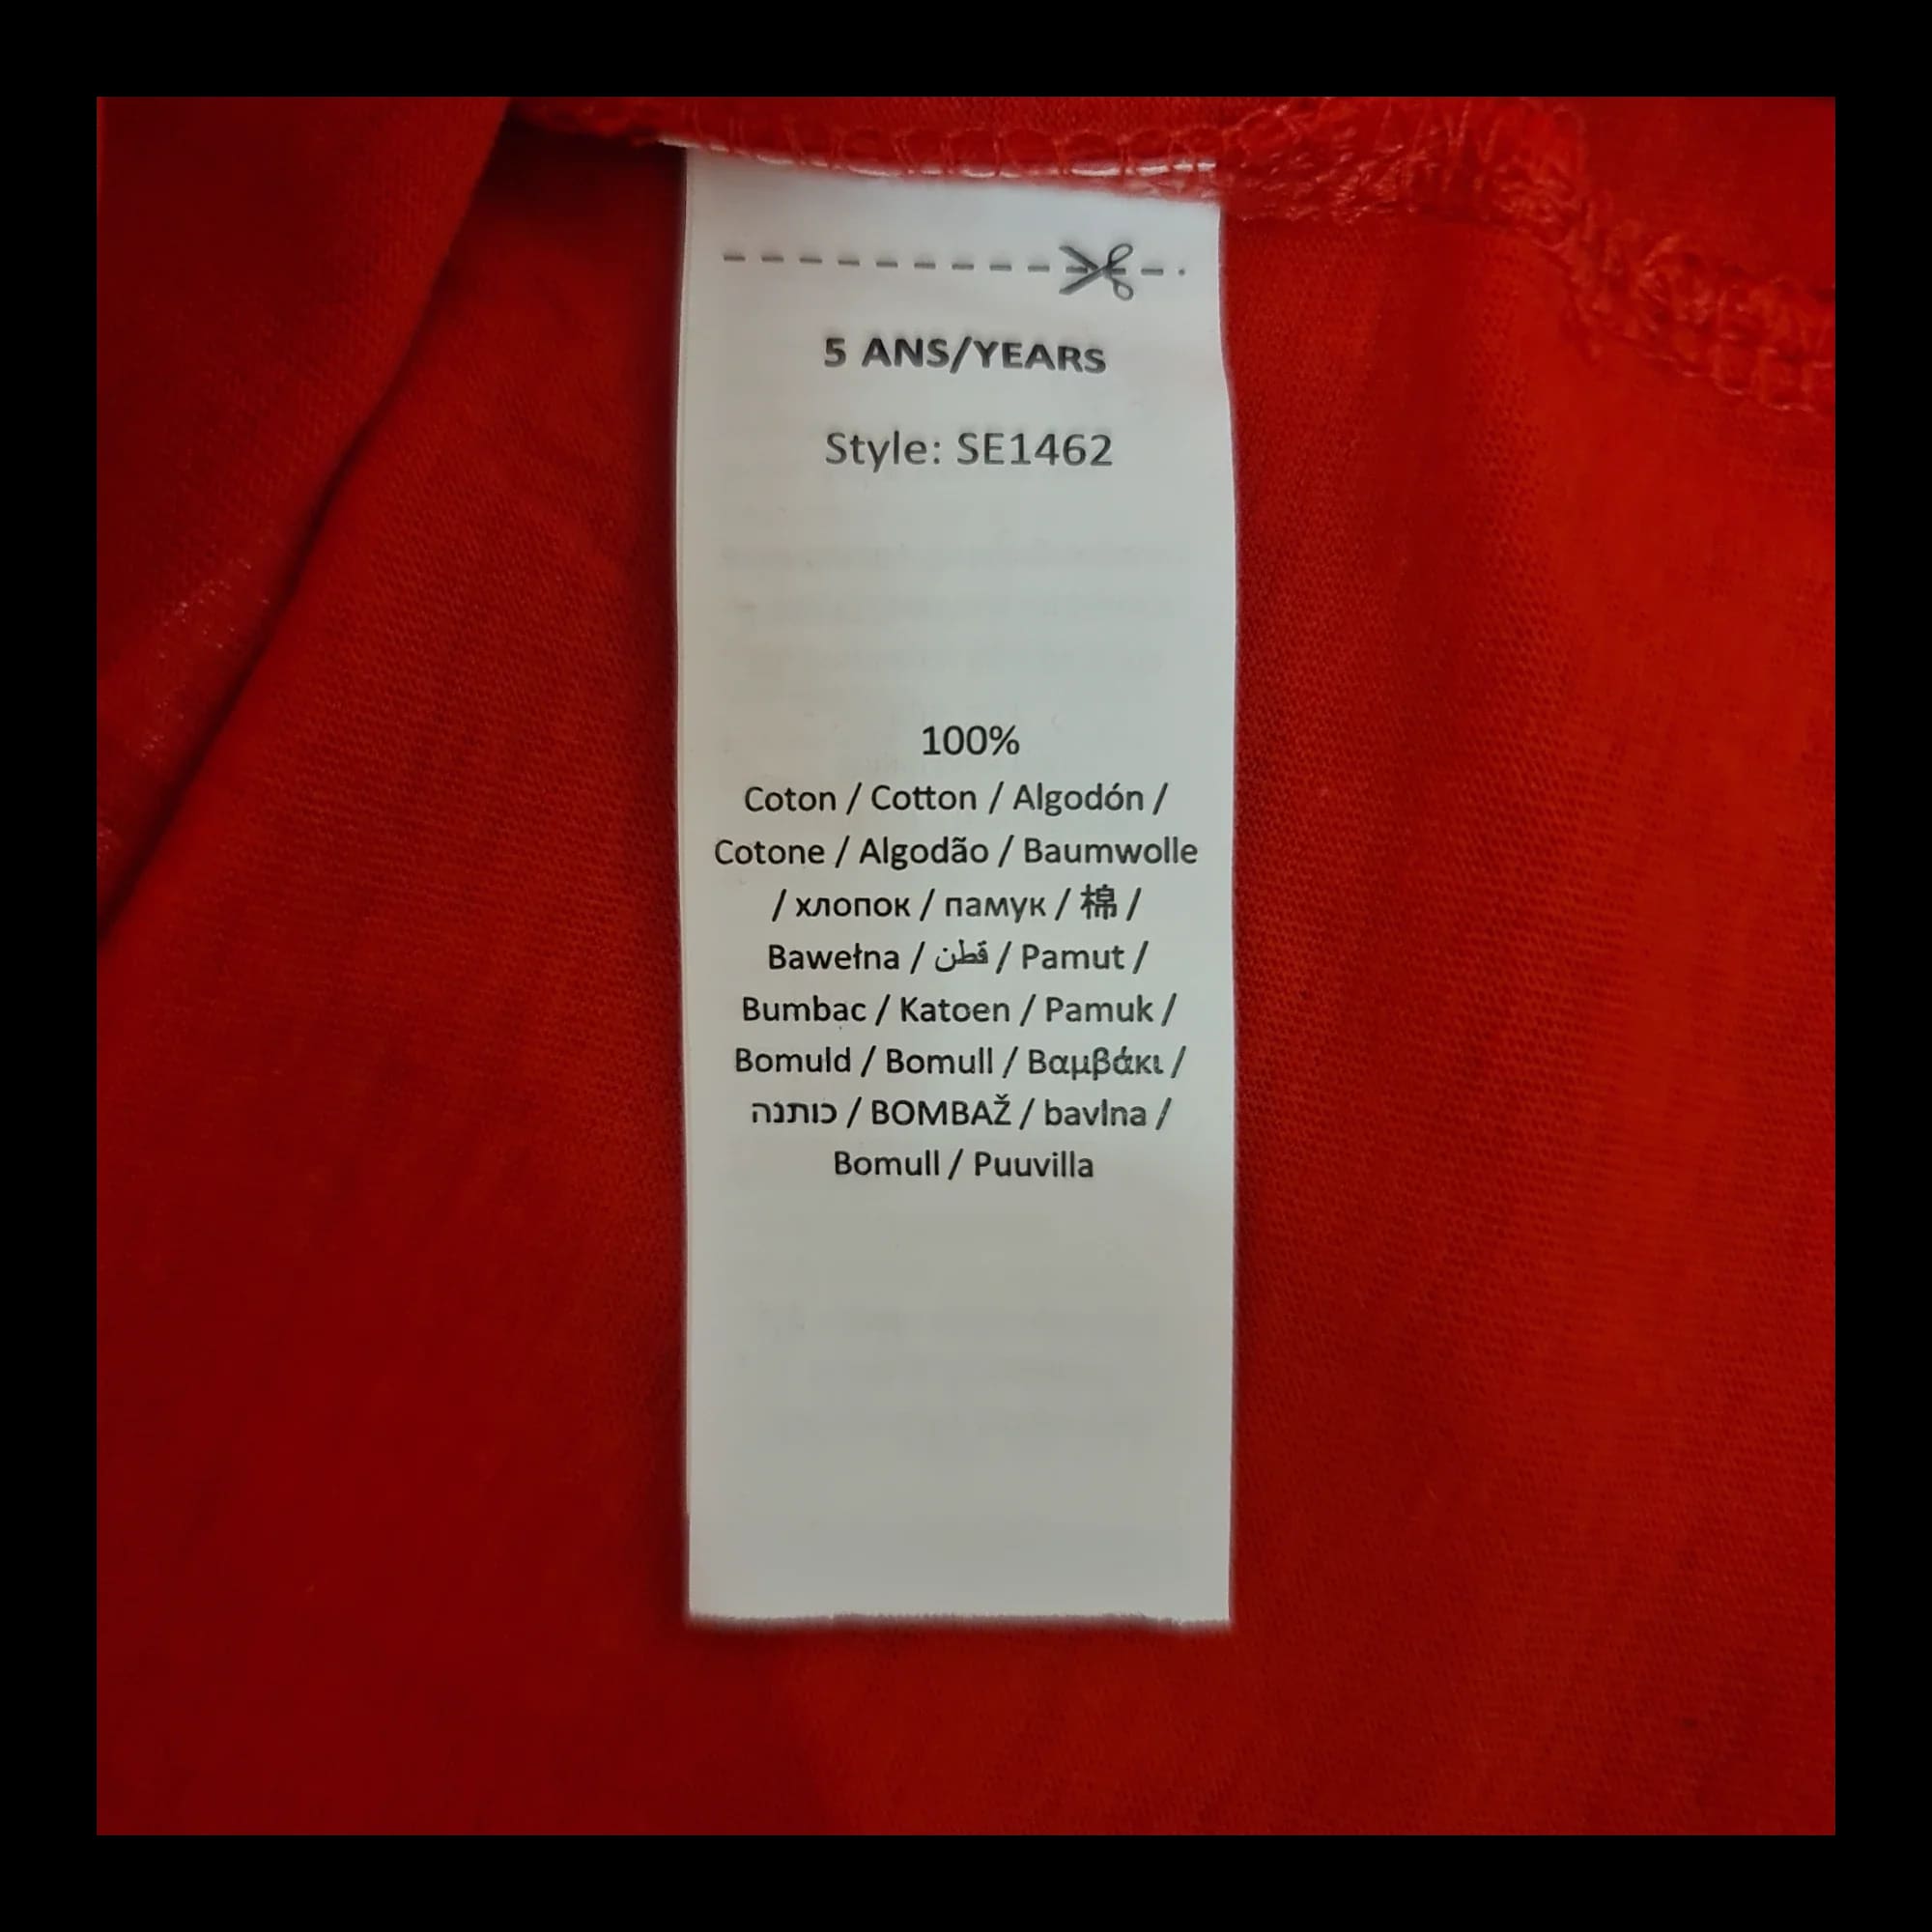 5 ANS/YEARS
Style: SE1462
100%
Coton / Cotton / Algodón /
Cotone / Algodão / Baumwolle
/ хлопок / памук / 棉 /
Bawełna / قطن / Pamut /
Bumbac / Katoen / Pamuk /
Bomuld / Bomull / Βαμβάκι /
כותנה / BOMBAŽ / bavlna /
Bomull / Puuvilla